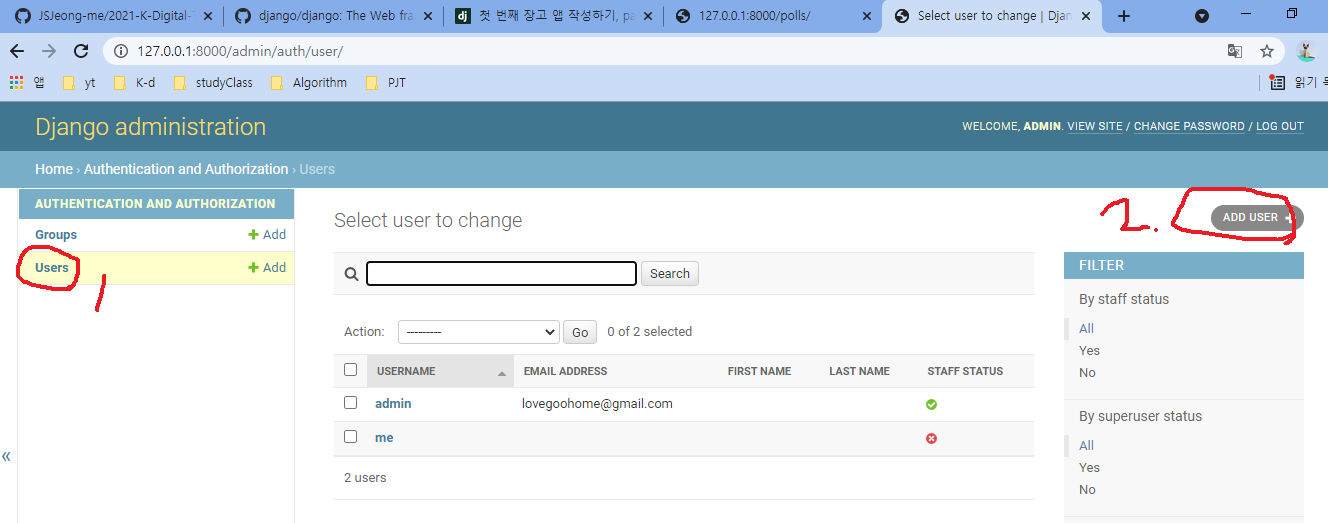 JSJeong-me/2021-K-Digital-
django/django: The Web fra
dj 첫 번째 장고 앱 작성하기, pa
127.0.0.1:8000/polls/
Select user to change | Djan
127.0.0.1:8000/admin/auth/user/
앱 yt K-d studyClass Algorithm PJT 읽기
Django administration
WELCOME, ADMIN. VIEW SITE / CHANGE PASSWORD / LOG OUT
Home › Authentication and Authorization › Users
AUTHENTICATION AND AUTHORIZATION
Groups + Add
Users + Add
1
«
Select user to change
2.
ADD USER +
Search
Action: --------- Go 0 of 2 selected
USERNAME EMAIL ADDRESS FIRST NAME LAST NAME STAFF STATUS
admin lovegoohome@gmail.com
me
2 users
FILTER
By staff status
All
Yes
No
By superuser status
All
Yes
No